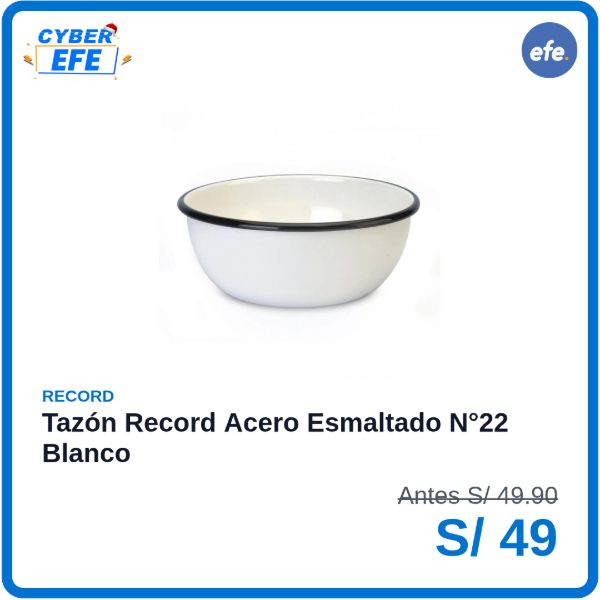 CYBER
EFE
efe.
RECORD
Tazón Record Acero Esmaltado N°22
Blanco
Antes S/ 49.90
S/ 49